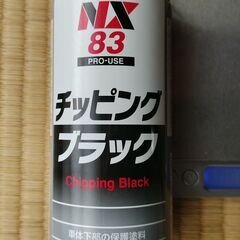 NX
83
PRO-USE
チッピング
ブラック
Chipping Black
車体下部の保護塗料